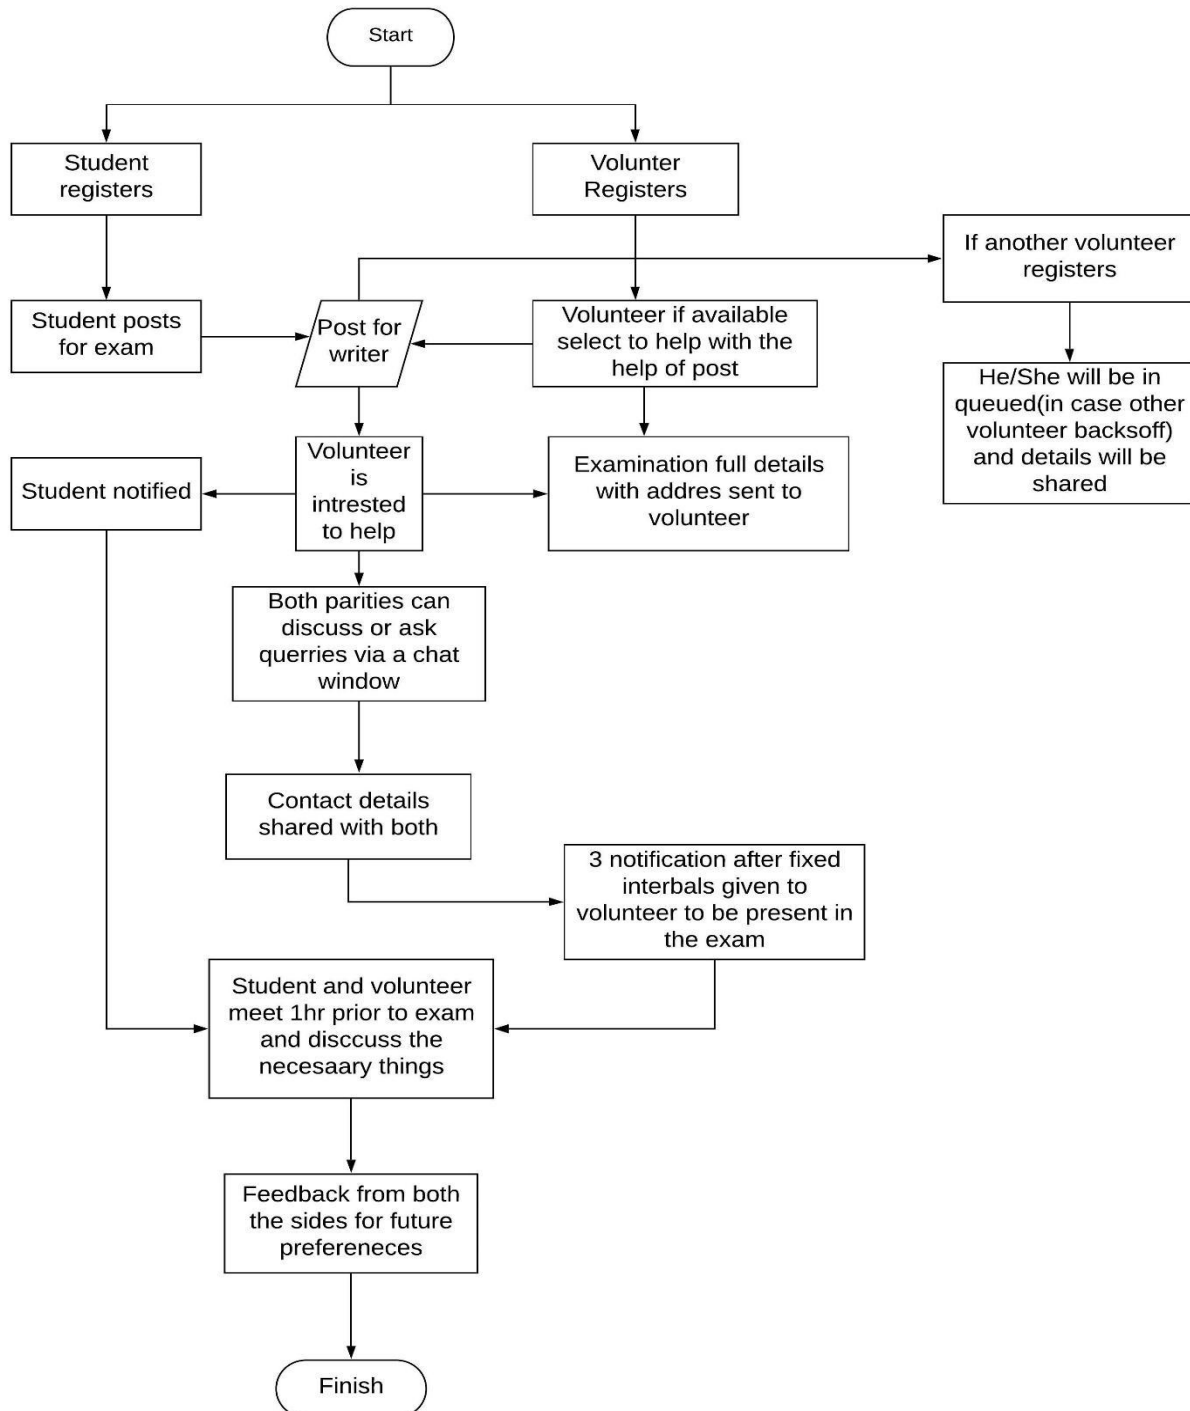 Start
Student
registers
Volunter
Registers
If another volunteer
registers
Student posts
for exam
Post for
writer
Volunteer if available
select to help with the
help of post
He/She will be in
queued(in case other
volunteer backsoff)
and details will be
shared
Student notified
Volunteer
is
intrested
to help
Examination full details
with addres sent to
volunteer
Both parities can
discuss or ask
querries via a chat
window
Contact details
shared with both
3 notification after fixed
interbals given to
volunteer to be present in
the exam
Student and volunteer
meet 1hr prior to exam
and disccuss the
necesaary things
Feedback from both
the sides for future
prefereneces
Finish